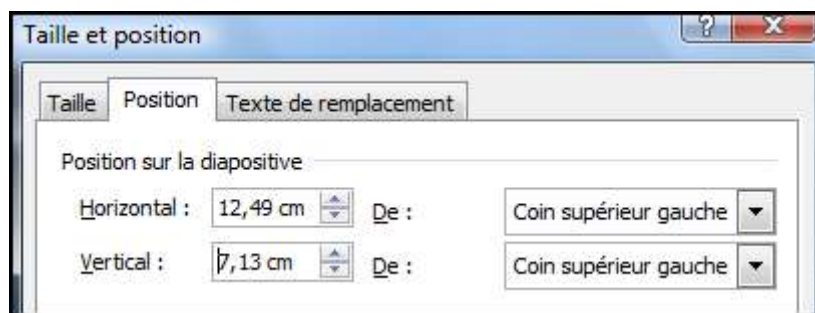 Taille et position
Taille Position Texte de remplacement
Position sur la diapositive
Horizontal : 12,49 cm De : Coin supérieur gauche
Vertical : 7,13 cm De : Coin supérieur gauche